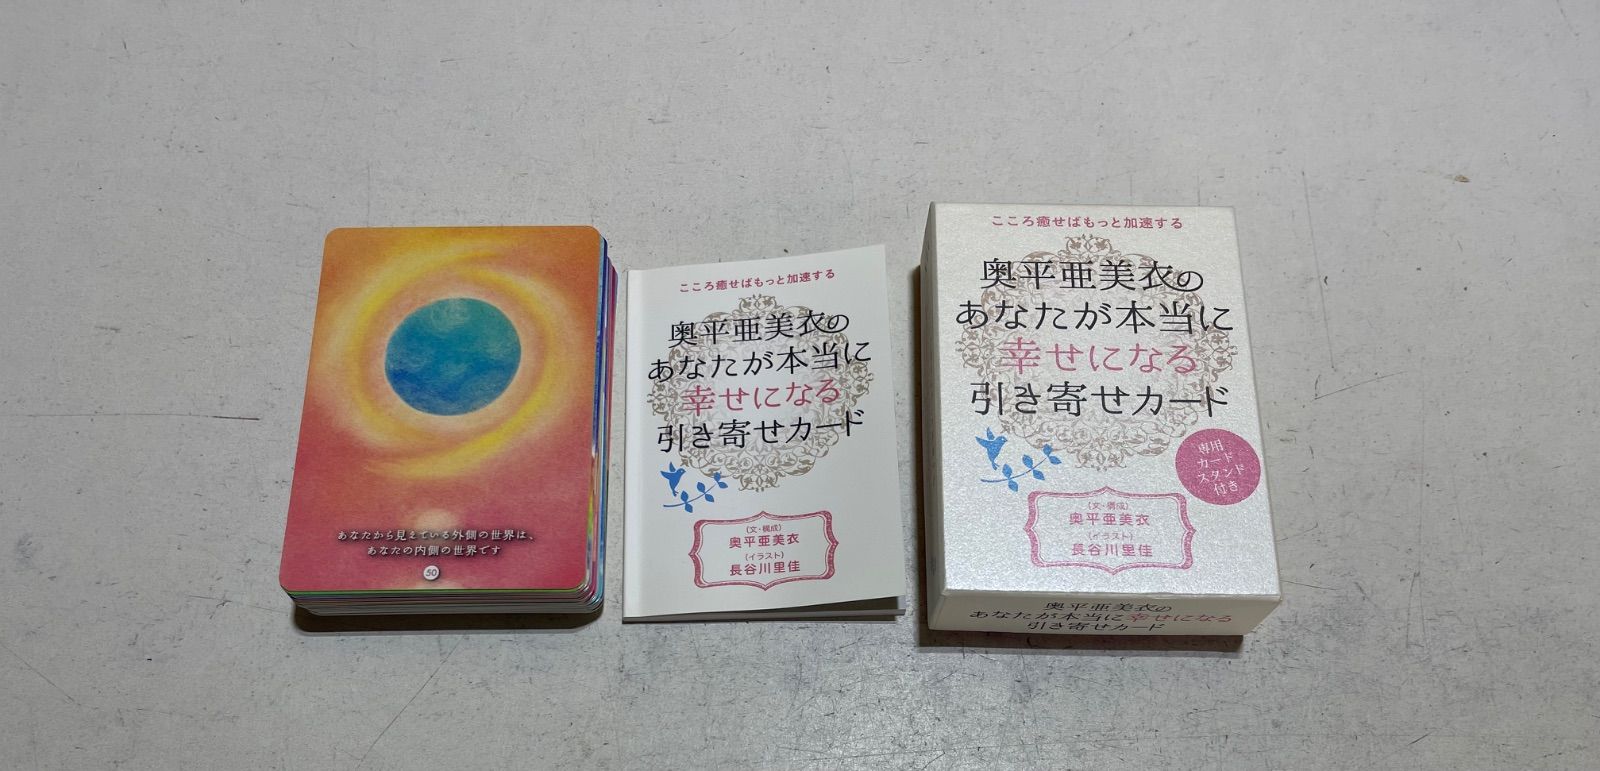 あなたから見えている外側の世界は、
あなたの内側の世界です
50
こころ癒せばもっと加速する
奥平亜美衣の
あなたが本当に
幸せになる
引き寄せカード
(文・構成)
奥平亜美衣
(イラスト)
長谷川里佳
こころ癒せばもっと加速する
奥平亜美衣の
あなたが本当に
幸せになる
引き寄せカード
専用
カード
スタンド
付き
(文・構成)
奥平亜美衣
(イラスト)
長谷川里佳
奥平亜美衣の
あなたが本当に幸せになる
引き寄せカード